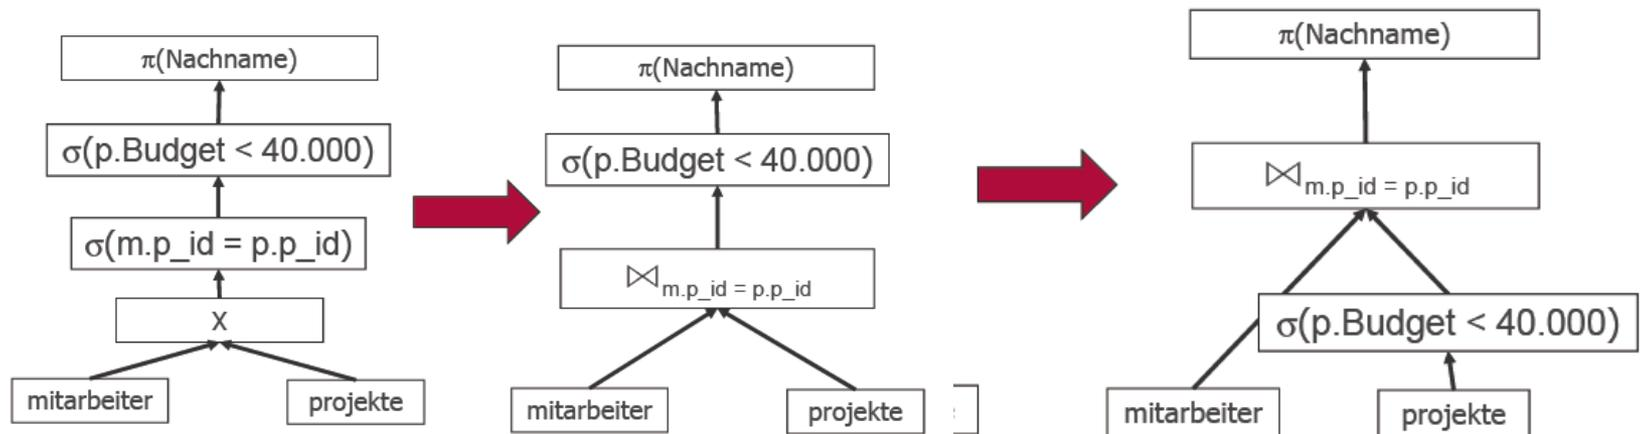 π(Nachname)
σ(p.Budget < 40.000)
σ(m.p_id = p.p_id)
X
mitarbeiter
projekte
π(Nachname)
σ(p.Budget < 40.000)
⋈ m.p_id = p.p_id
mitarbeiter
projekte
π(Nachname)
⋈ m.p_id = p.p_id
σ(p.Budget < 40.000)
mitarbeiter
projekte